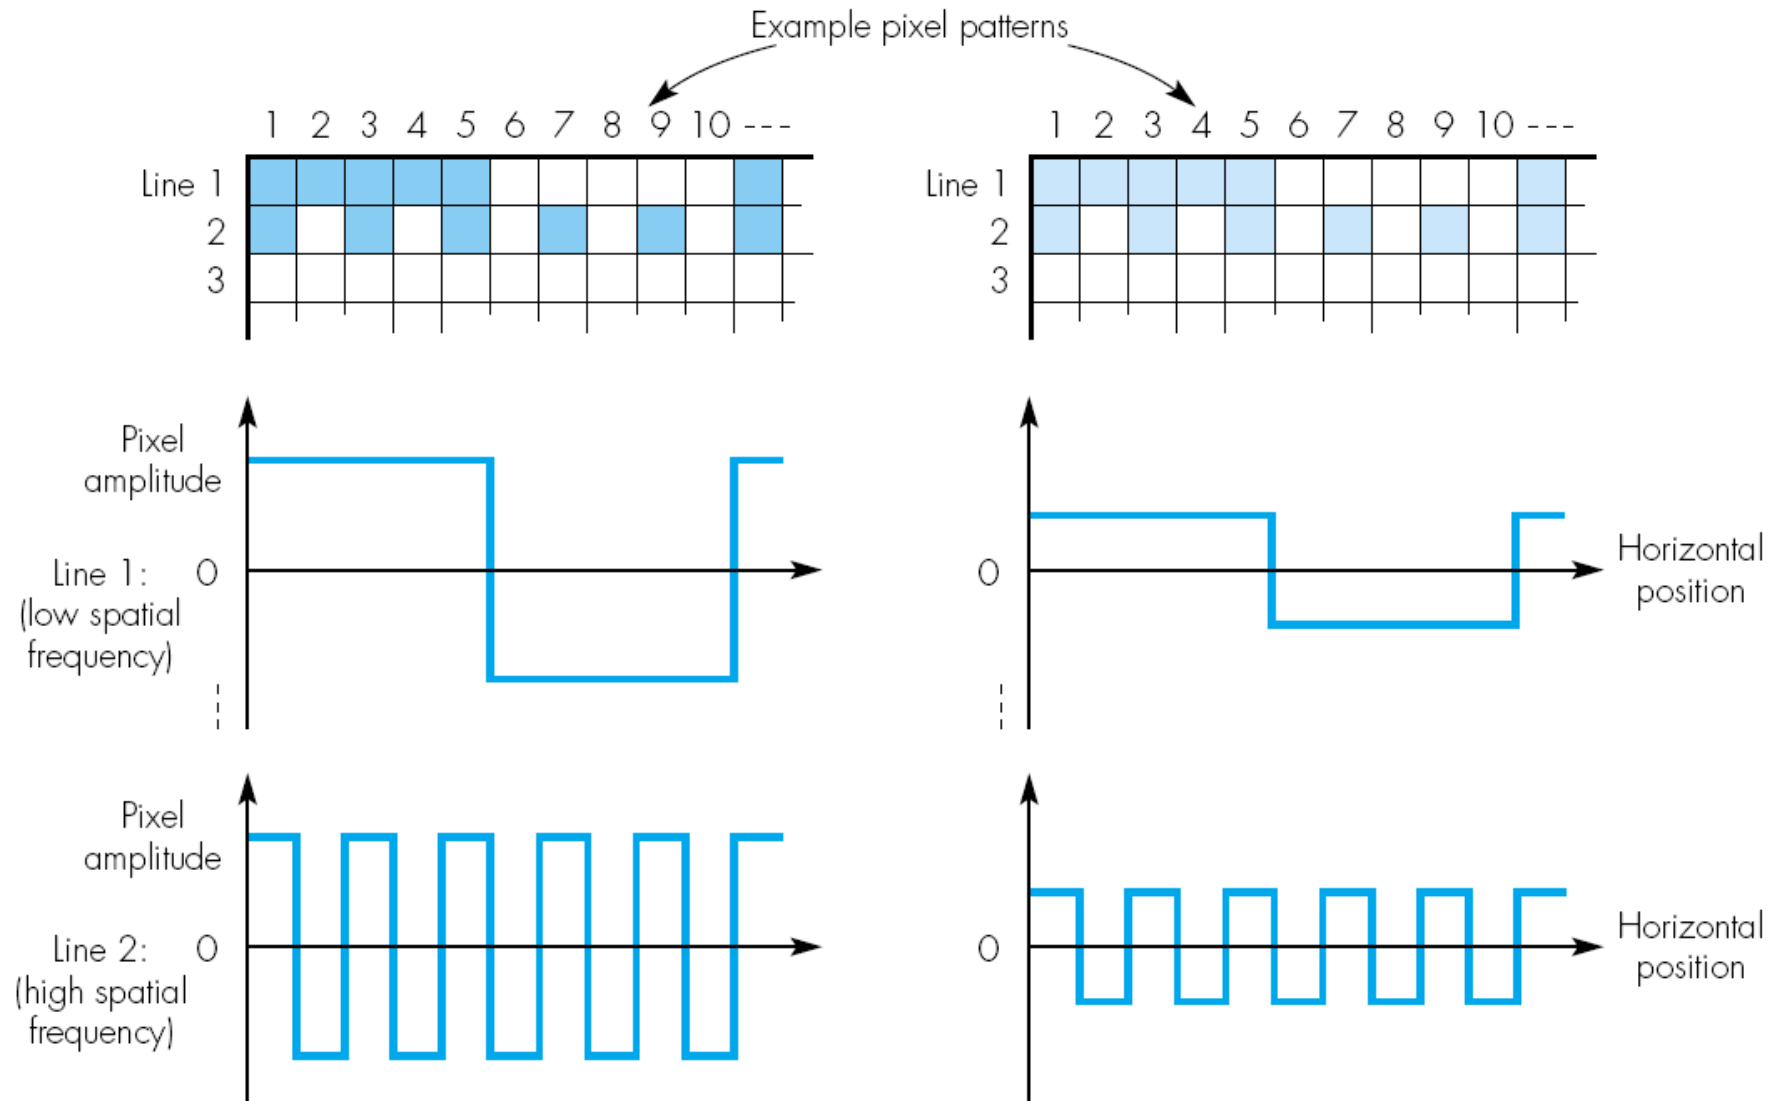 Example pixel patterns
1 2 3 4 5 6 7 8 9 10 ---
1 2 3 4 5 6 7 8 9 10 ---
Line 1
2
3
Line 1
2
3
Pixel
amplitude
Line 1: 0
(low spatial
frequency)
0
Horizontal
position
Pixel
amplitude
Line 2: 0
(high spatial
frequency)
0
Horizontal
position